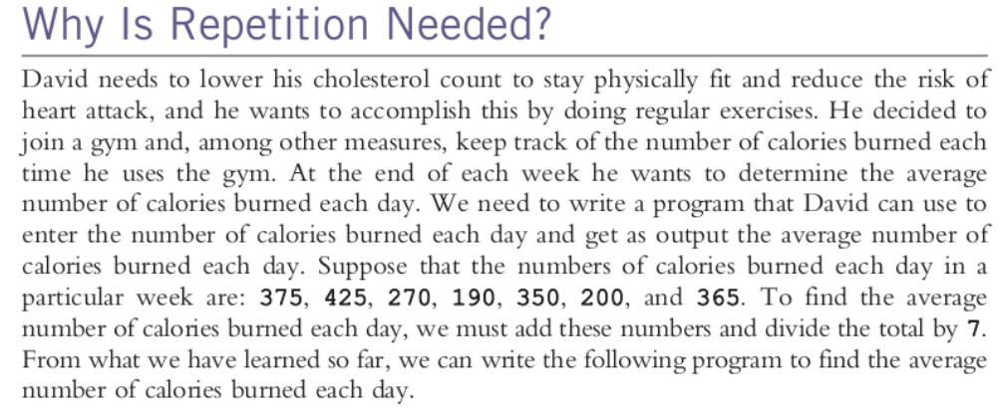 Why Is Repetition Needed?
David needs to lower his cholesterol count to stay physically fit and reduce the risk of
heart attack, and he wants to accomplish this by doing regular exercises. He decided to
join a gym and, among other measures, keep track of the number of calories burned each
time he uses the gym. At the end of each week he wants to determine the average
number of calories burned each day. We need to write a program that David can use to
enter the number of calories burned each day and get as output the average number of
calories burned each day. Suppose that the numbers of calories burned each day in a
particular week are: 375, 425, 270, 190, 350, 200, and 365. To find the average
number of calories burned each day, we must add these numbers and divide the total by 7.
From what we have learned so far, we can write the following program to find the average
number of calories burned each day.